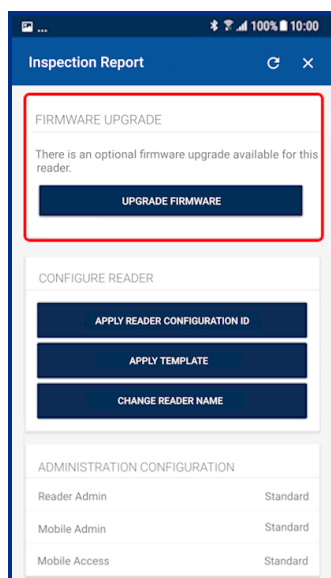 ... 100% 10:00
Inspection Report
FIRMWARE UPGRADE
There is an optional firmware upgrade available for this
reader.
UPGRADE FIRMWARE
CONFIGURE READER
APPLY READER CONFIGURATION ID
APPLY TEMPLATE
CHANGE READER NAME
ADMINISTRATION CONFIGURATION
Reader Admin Standard
Mobile Admin Standard
Mobile Access Standard